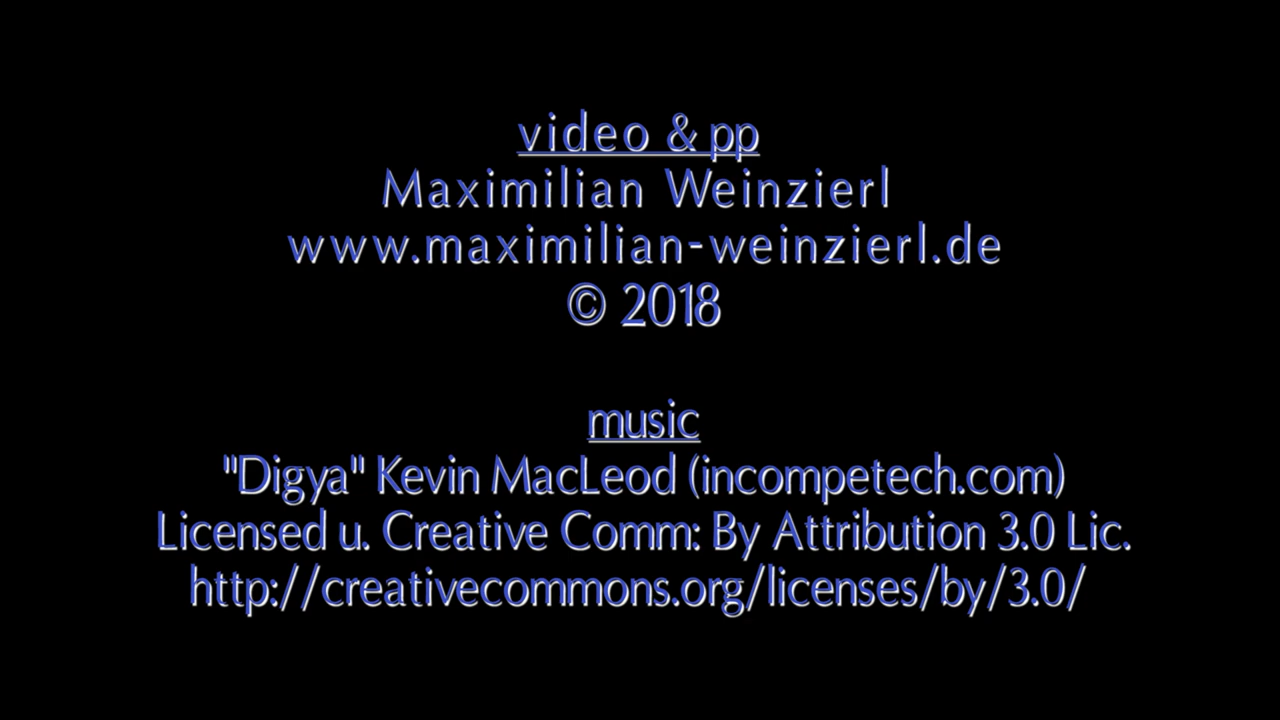 video & pp
Maximilian Weinzierl
www.maximilian-weinzierl.de
© 2018
music
"Digya" Kevin MacLeod (incompetech.com)
Licensed u. Creative Comm: By Attribution 3.0 Lic.
http://creativecommons.org/licenses/by/3.0/